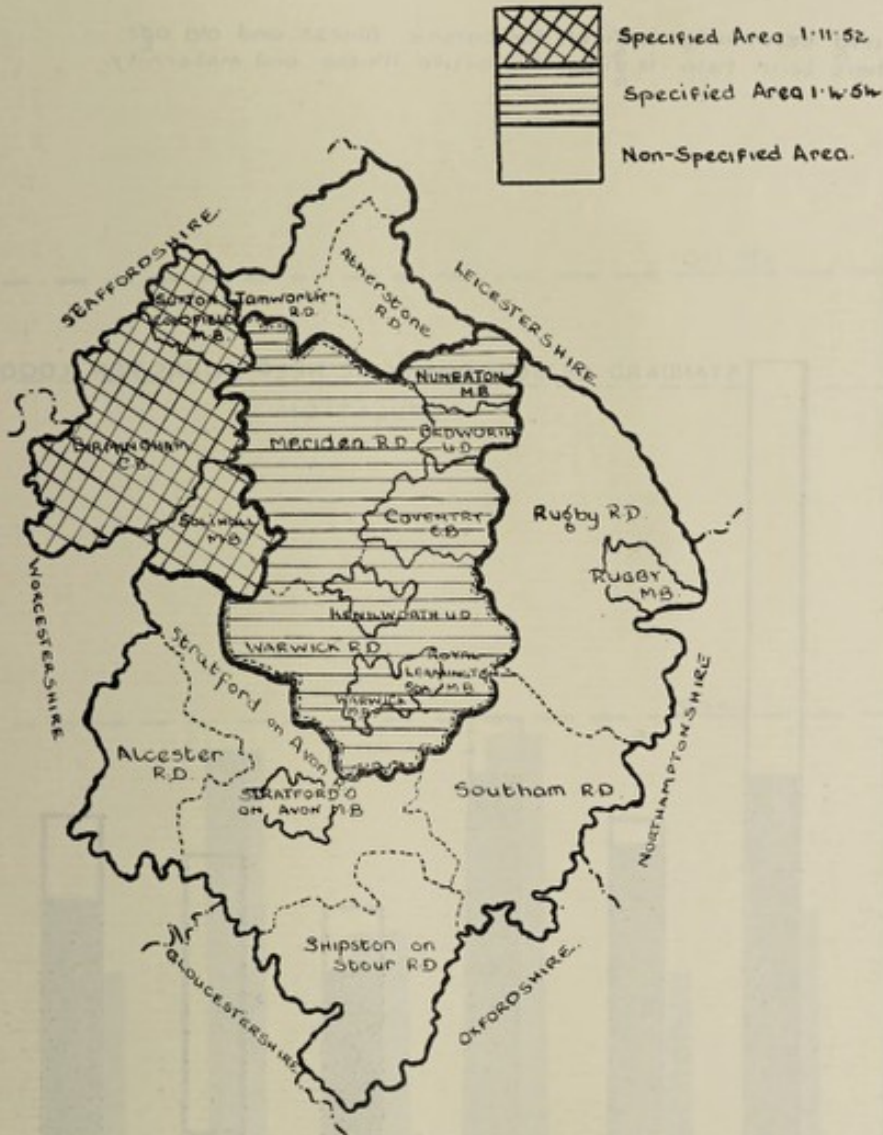 Specified Area 1·11·52
Specified Area 1·4·54
Non-Specified Area.
STAFFORDSHIRE
LEICESTERSHIRE
SUTTON
COLDFIELD
M.B.
Tamworth
R.D.
Atherstone
R.D
NUNEATON
M.B
BEDWORTH
U.D
BIRMINGHAM
C.B
Meriden R.D
COVENTRY
C.B
Rugby R.D.
RUGBY
M.B.
SOLIHULL
M.B
KENILWORTH U.D
WARWICK R.D
ROYAL
LEAMINGTON
SPA M.B
WARWICK
M.B.
WORCESTERSHIRE
Stratford on Avon
Alcester
R.D.
STRATFORD
ON AVON M.B
Southam R.D.
NORTHAMPTONSHIRE
Shipston on
Stour R.D
GLOUCESTERSHIRE
OXFORDSHIRE.